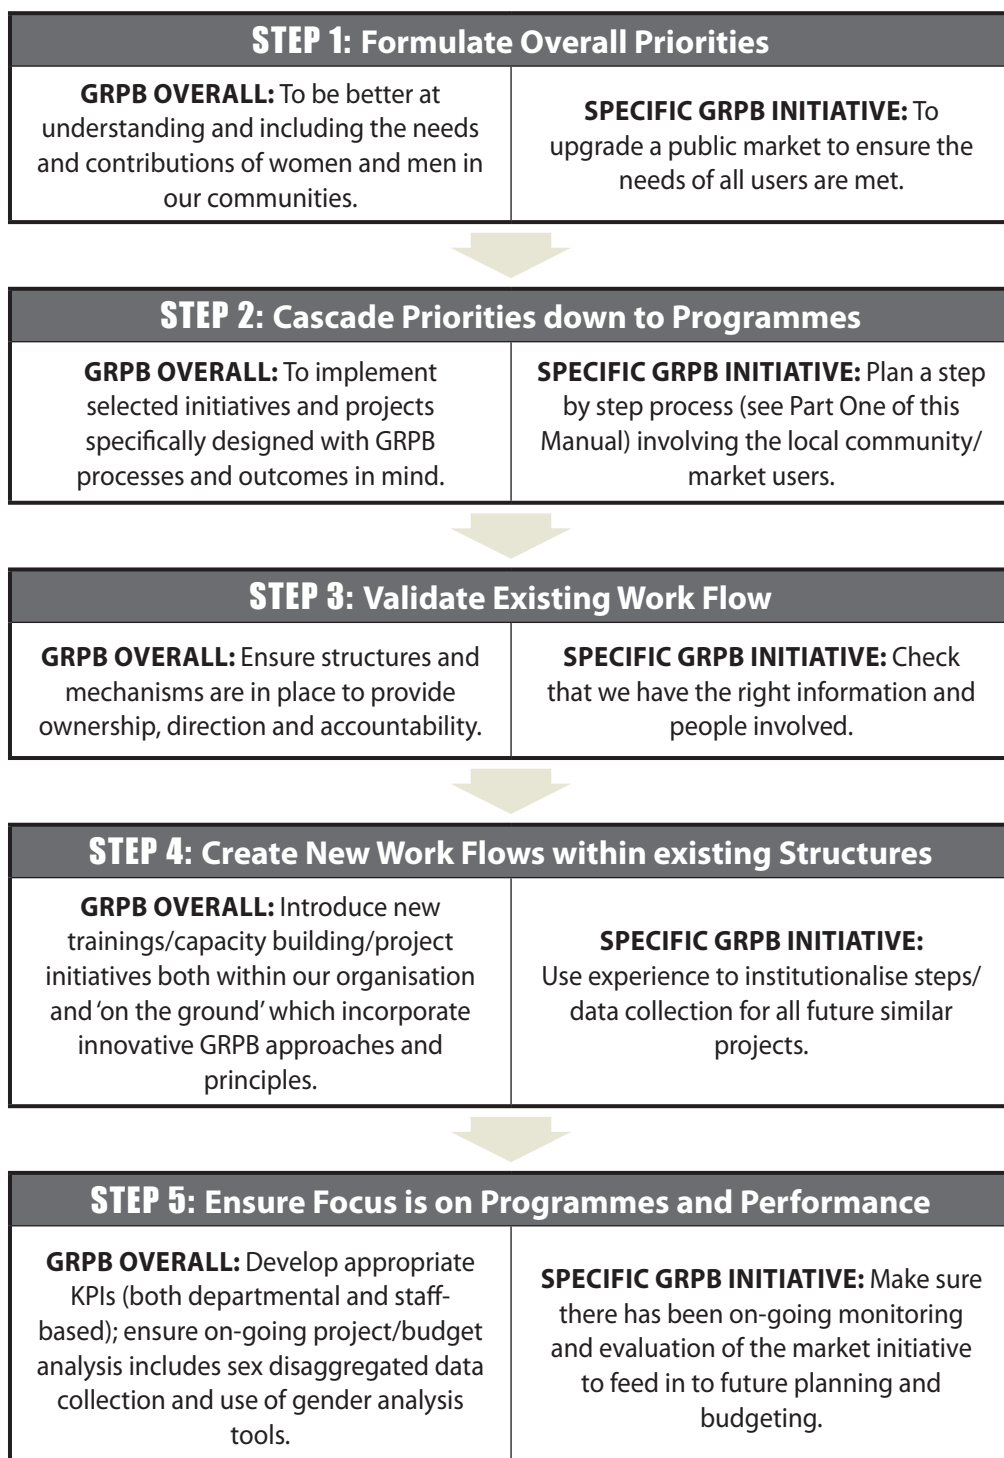 STEP 1: Formulate Overall Priorities
GRPB OVERALL: To be better at
understanding and including the needs
and contributions of women and men in
our communities.
SPECIFIC GRPB INITIATIVE: To
upgrade a public market to ensure the
needs of all users are met.
STEP 2: Cascade Priorities down to Programmes
GRPB OVERALL: To implement
selected initiatives and projects
specifically designed with GRPB
processes and outcomes in mind.
SPECIFIC GRPB INITIATIVE: Plan a step
by step process (see Part One of this
Manual) involving the local community/
market users.
STEP 3: Validate Existing Work Flow
GRPB OVERALL: Ensure structures and
mechanisms are in place to provide
ownership, direction and accountability.
SPECIFIC GRPB INITIATIVE: Check
that we have the right information and
people involved.
STEP 4: Create New Work Flows within existing Structures
GRPB OVERALL: Introduce new
trainings/capacity building/project
initiatives both within our organisation
and ‘on the ground’ which incorporate
innovative GRPB approaches and
principles.
SPECIFIC GRPB INITIATIVE:
Use experience to institutionalise steps/
data collection for all future similar
projects.
STEP 5: Ensure Focus is on Programmes and Performance
GRPB OVERALL: Develop appropriate
KPIs (both departmental and staff-
based); ensure on-going project/budget
analysis includes sex disaggregated data
collection and use of gender analysis
tools.
SPECIFIC GRPB INITIATIVE: Make sure
there has been on-going monitoring
and evaluation of the market initiative
to feed in to future planning and
budgeting.